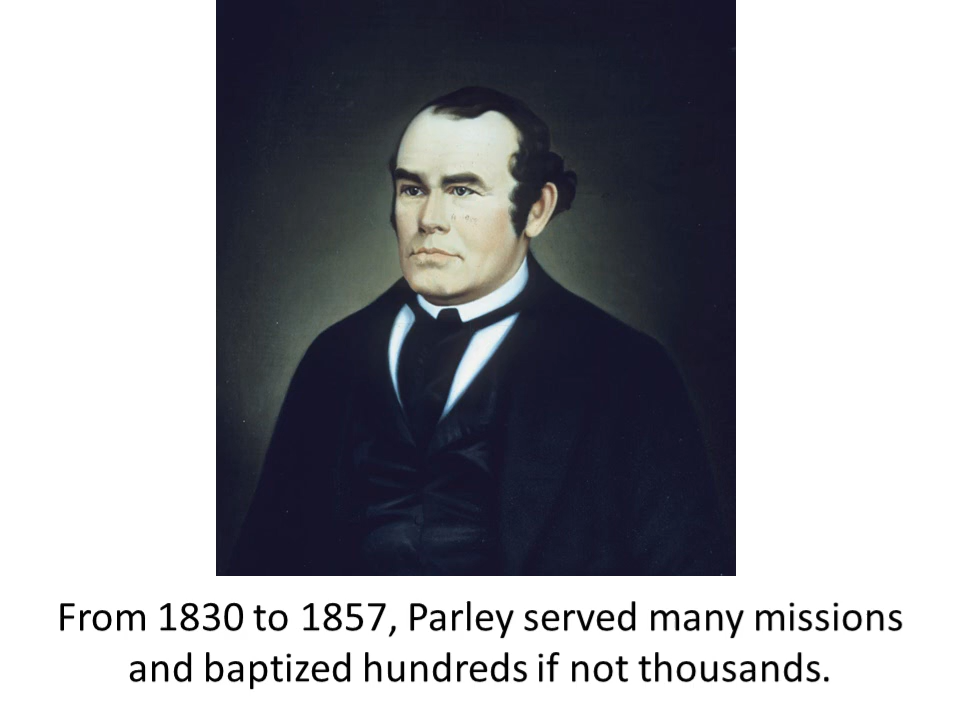 From 1830 to 1857, Parley served many missions
and baptized hundreds if not thousands.